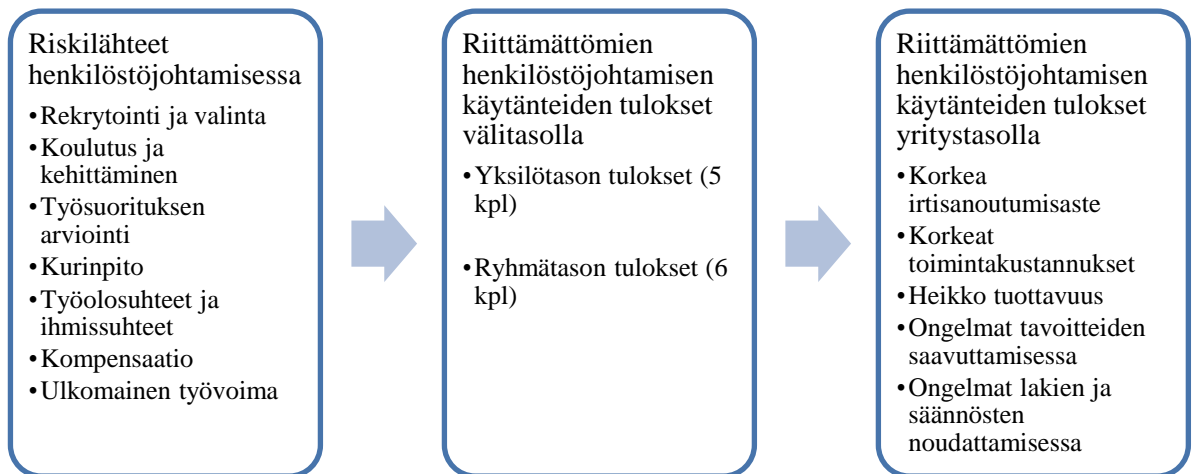 Riskilähteet
henkilöstöjohtamisessa
•Rekrytointi ja valinta
•Koulutus ja
kehittäminen
•Työsuorituksen
arviointi
•Kurinpito
•Työolosuhteet ja
ihmissuhteet
•Kompensaatio
•Ulkomainen työvoima
Riittämättömien
henkilöstöjohtamisen
käytänteiden tulokset
välitasolla
•Yksilötason tulokset (5
kpl)
•Ryhmätason tulokset (6
kpl)
Riittämättömien
henkilöstöjohtamisen
käytänteiden tulokset
yritystasolla
•Korkea
irtisanoutumisaste
•Korkeat
toimintakustannukset
•Heikko tuottavuus
•Ongelmat tavoitteiden
saavuttamisessa
•Ongelmat lakien ja
säännösten
noudattamisessa